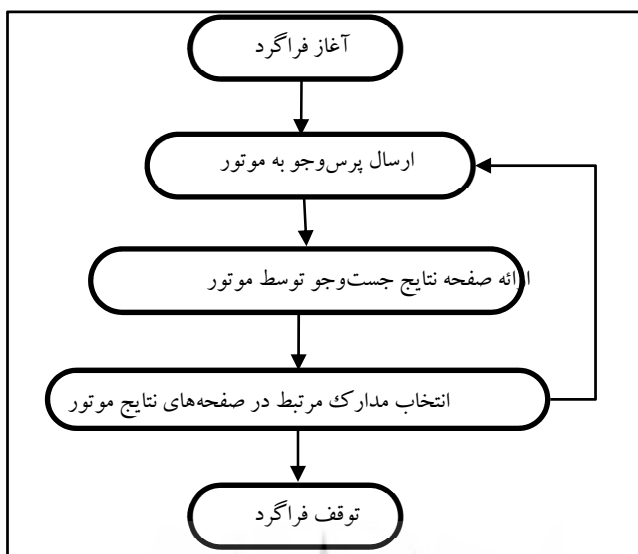 آغاز فراگرد
ارسال پرس‌وجو به موتور
ارائه صفحه نتایج جست‌وجو توسط موتور
انتخاب مدارك مرتبط در صفحه‌های نتایج موتور
توقف فراگرد